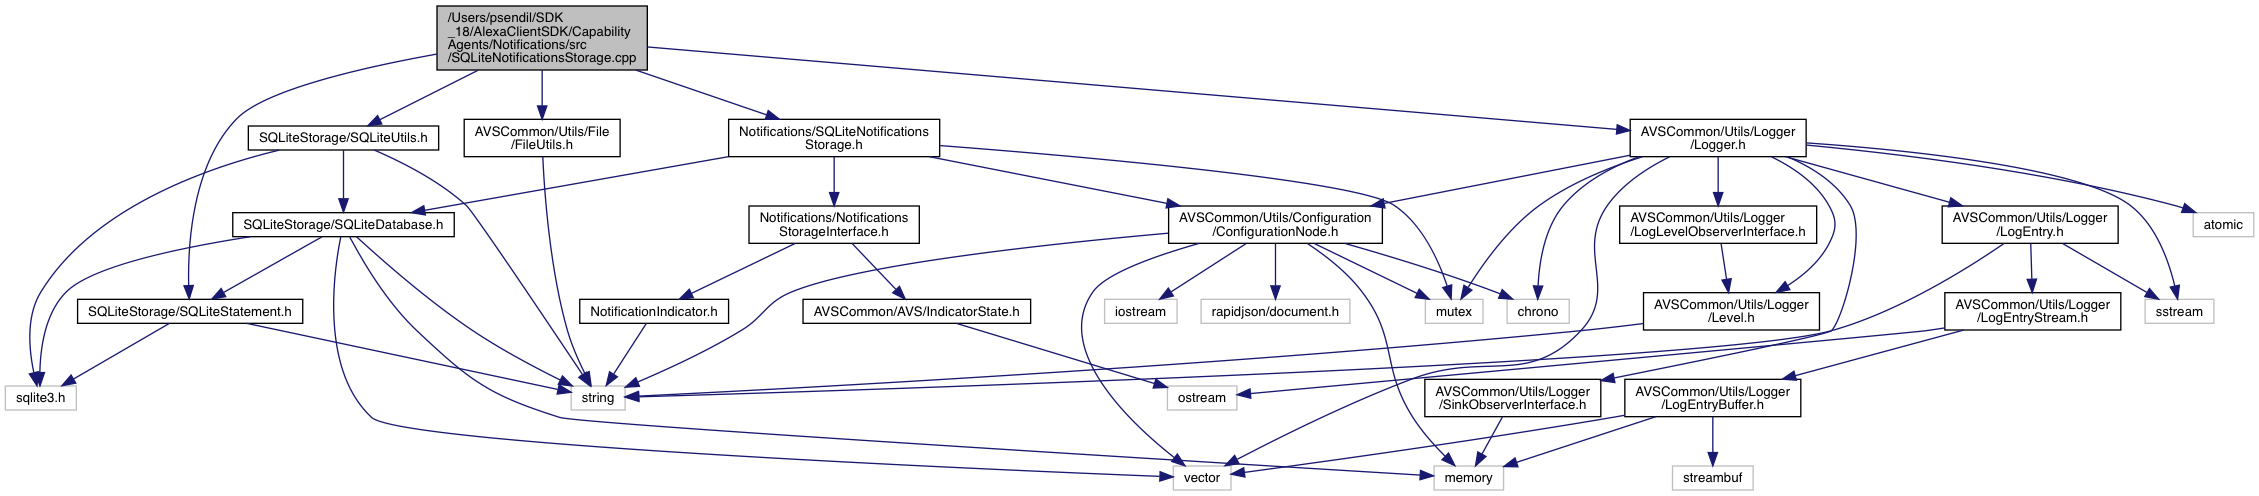 /Users/psendil/SDK
_18/AlexaClientSDK/Capability
Agents/Notifications/src
/SQLiteNotificationsStorage.cpp
SQLiteStorage/SQLiteUtils.h
AVSCommon/Utils/File
/FileUtils.h
Notifications/SQLiteNotifications
Storage.h
AVSCommon/Utils/Logger
/Logger.h
SQLiteStorage/SQLiteDatabase.h
Notifications/Notifications
StorageInterface.h
AVSCommon/Utils/Configuration
/ConfigurationNode.h
AVSCommon/Utils/Logger
/LogLevelObserverInterface.h
AVSCommon/Utils/Logger
/LogEntry.h
atomic
SQLiteStorage/SQLiteStatement.h
NotificationIndicator.h
AVSCommon/AVS/IndicatorState.h
iostream
rapidjson/document.h
mutex
chrono
AVSCommon/Utils/Logger
/Level.h
AVSCommon/Utils/Logger
/LogEntryStream.h
sstream
sqlite3.h
string
ostream
AVSCommon/Utils/Logger
/SinkObserverInterface.h
AVSCommon/Utils/Logger
/LogEntryBuffer.h
vector
memory
streambuf